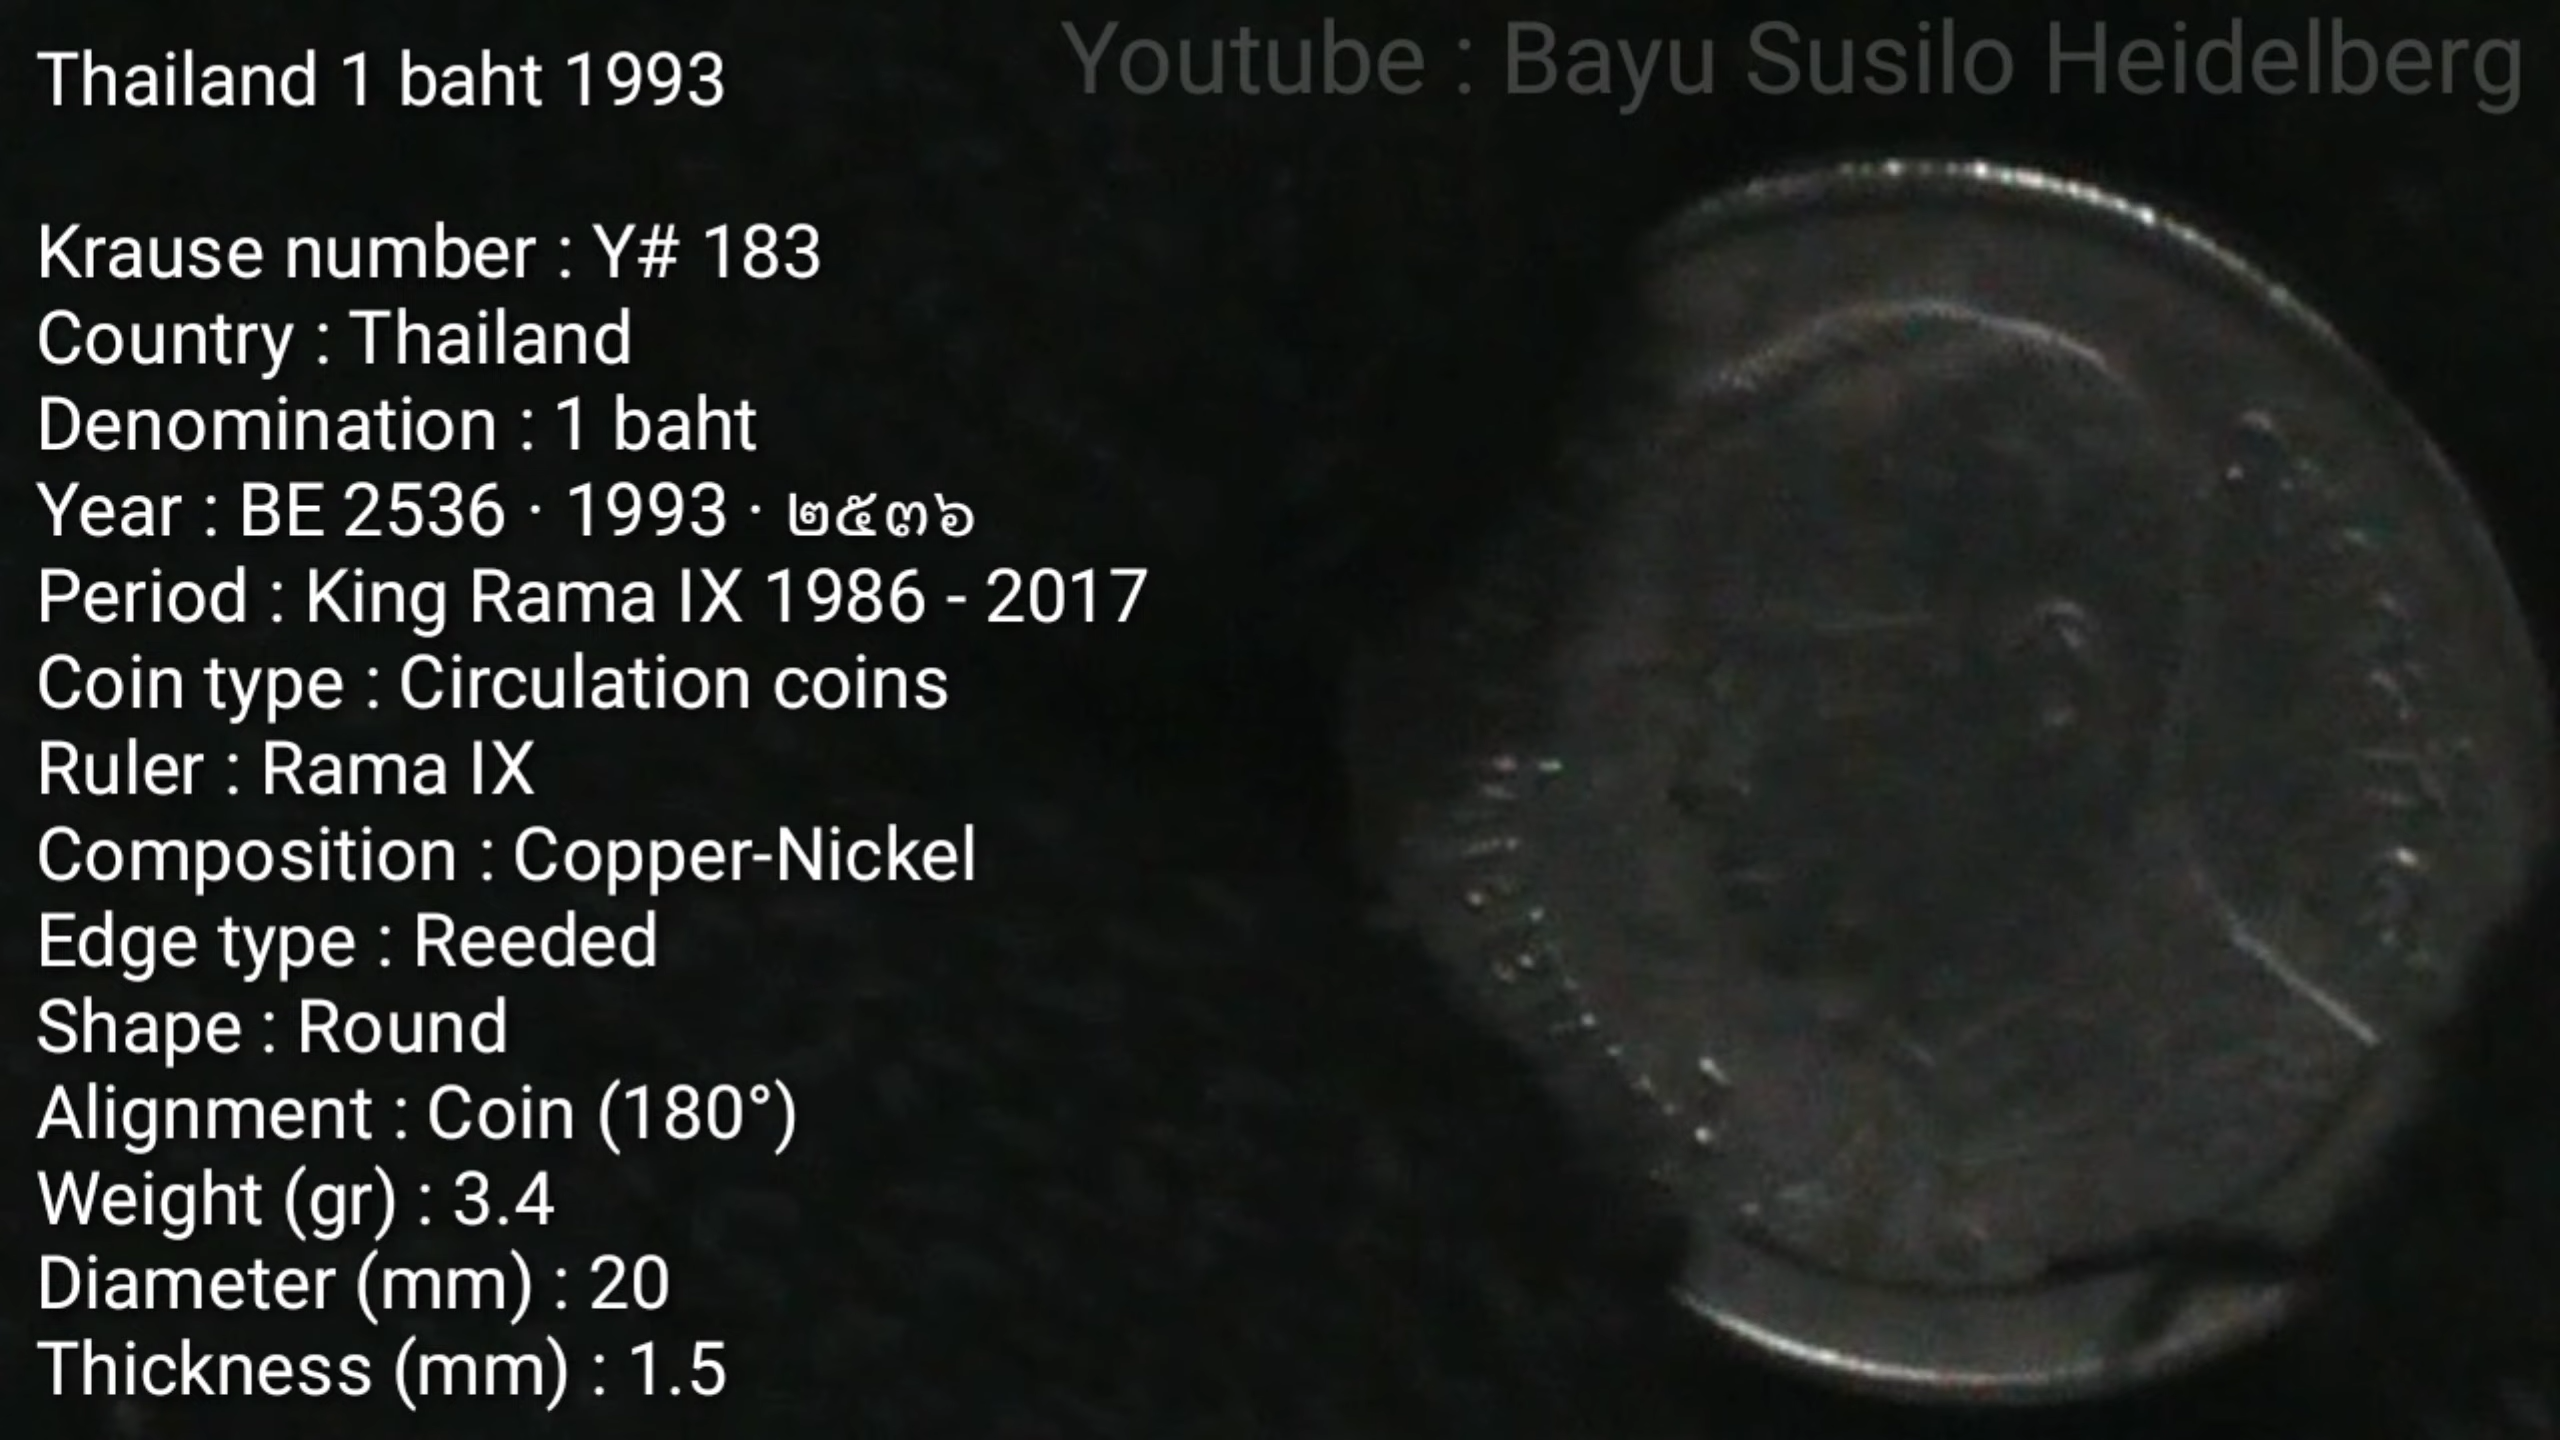 Youtube : Bayu Susilo Heidelberg
Thailand 1 baht 1993
Krause number : Y# 183
Country : Thailand
Denomination : 1 baht
Year : BE 2536 · 1993 · ๒๕๓๖
Period : King Rama IX 1986 - 2017
Coin type : Circulation coins
Ruler : Rama IX
Composition : Copper-Nickel
Edge type : Reeded
Shape : Round
Alignment : Coin (180°)
Weight (gr) : 3.4
Diameter (mm) : 20
Thickness (mm) : 1.5